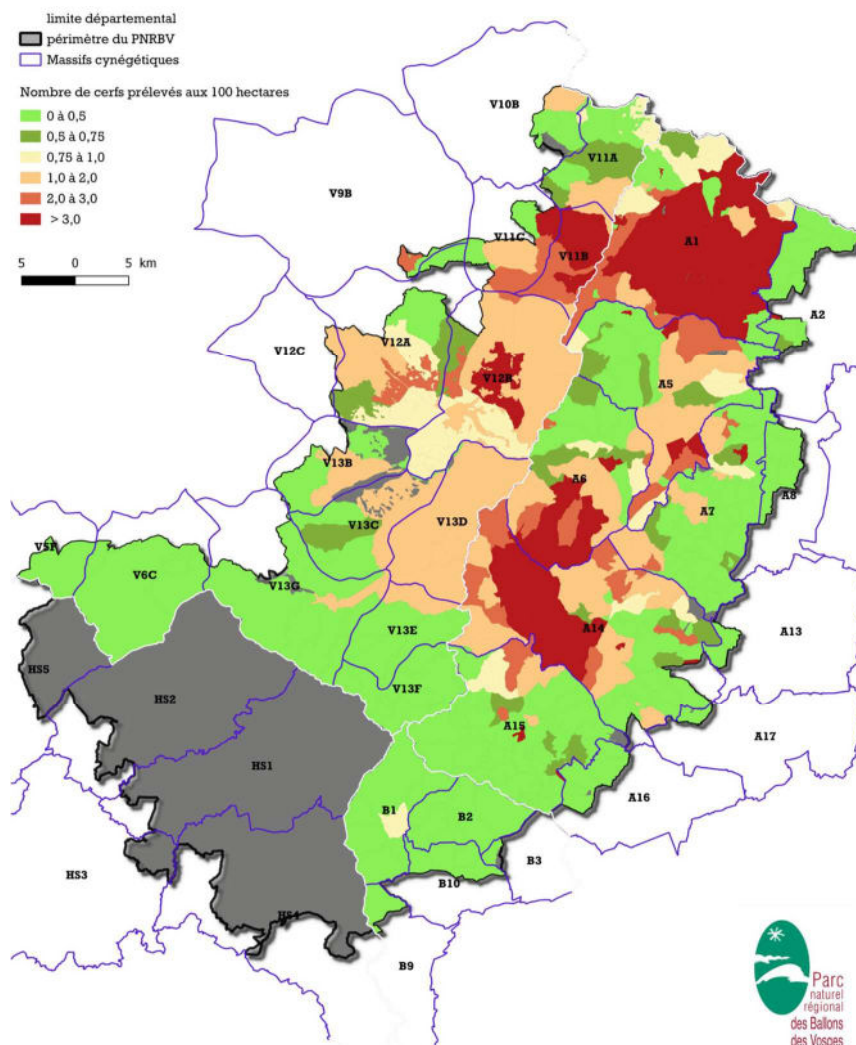 limite départemental
périmètre du PNRBV
Massifs cynégétiques
Nombre de cerfs prélevés aux 100 hectares
0 à 0,5
0,5 à 0,75
0,75 à 1,0
1,0 à 2,0
2,0 à 3,0
> 3,0
5 0 5 km
V10B
V11A
V9B
V11C
V11B
A1
A2
V12C
V12A
V12B
A5
V13B
A6
A8
V13C
V13D
A7
V5F
V6C
V13G
V13E
A14
A13
HS5
HS2
V13F
A15
A17
HS1
A16
B1
B2
HS3
B3
B10
HS4
B9
Parc
naturel
régional
des Ballons
des Vosges